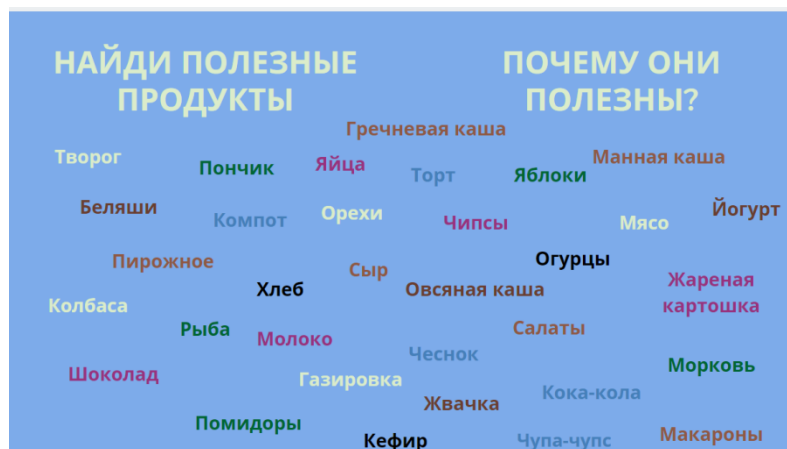 НАЙДИ ПОЛЕЗНЫЕ
ПРОДУКТЫ
ПОЧЕМУ ОНИ
ПОЛЕЗНЫ?
Гречневая каша
Творог
Пончик
Яйца
Торт
Яблоки
Манная каша
Беляши
Компот
Орехи
Чипсы
Мясо
Йогурт
Пирожное
Хлеб
Сыр
Овсяная каша
Огурцы
Жареная
картошка
Колбаса
Рыба
Молоко
Чеснок
Салаты
Морковь
Шоколад
Газировка
Жвачка
Кока-кола
Помидоры
Кефир
Чупа-чупс
Макароны